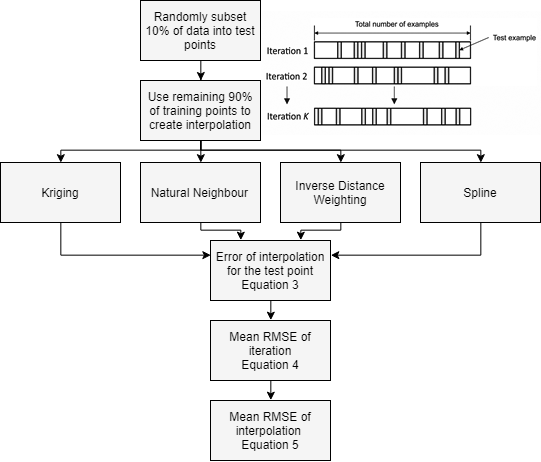 Randomly subset
10% of data into test
points
Total number of examples
Iteration 1
Test example
Iteration 2
Iteration K
Use remaining 90%
of training points to
create interpolation
Kriging
Natural Neighbour
Inverse Distance
Weighting
Spline
Error of interpolation
for the test point
Equation 3
Mean RMSE of
iteration
Equation 4
Mean RMSE of
interpolation
Equation 5